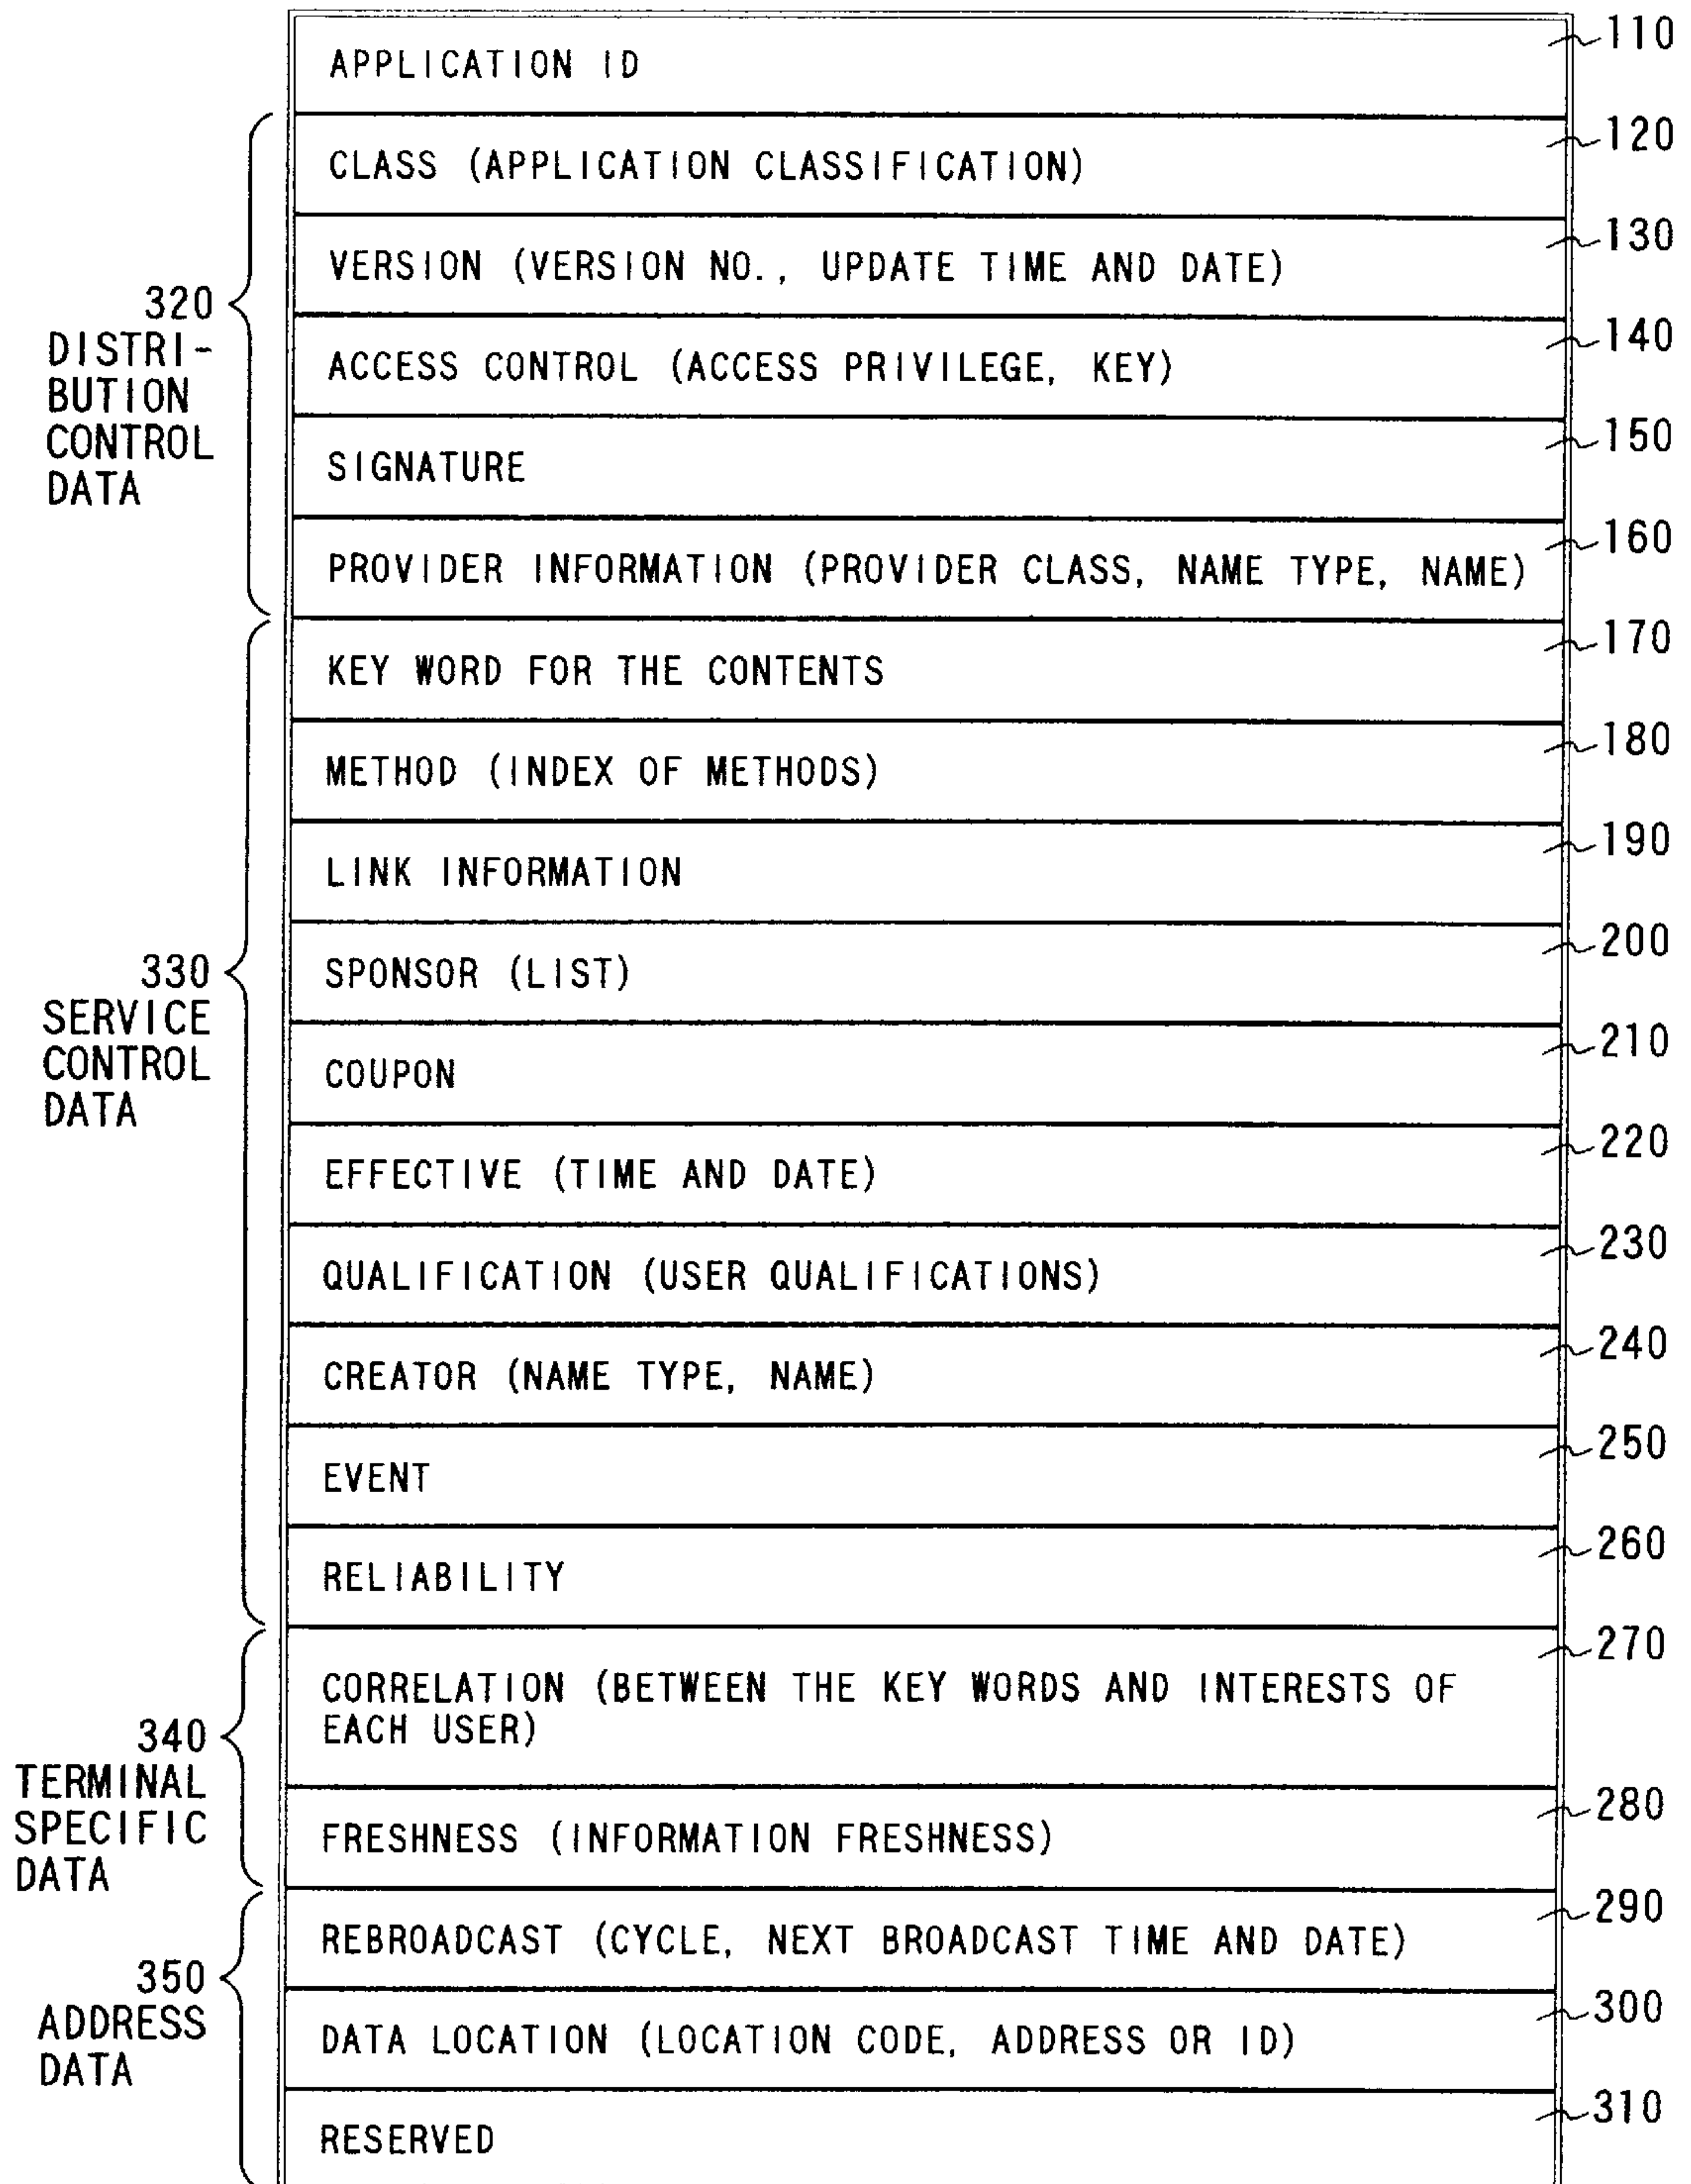 APPLICATION ID 110
CLASS (APPLICATION CLASSIFICATION) 120
VERSION (VERSION NO., UPDATE TIME AND DATE) 130
ACCESS CONTROL (ACCESS PRIVILEGE, KEY) 140
SIGNATURE 150
PROVIDER INFORMATION (PROVIDER CLASS, NAME TYPE, NAME) 160
320
DISTRI-
BUTION
CONTROL
DATA
KEY WORD FOR THE CONTENTS 170
METHOD (INDEX OF METHODS) 180
LINK INFORMATION 190
SPONSOR (LIST) 200
COUPON 210
EFFECTIVE (TIME AND DATE) 220
QUALIFICATION (USER QUALIFICATIONS) 230
CREATOR (NAME TYPE, NAME) 240
EVENT 250
RELIABILITY 260
330
SERVICE
CONTROL
DATA
CORRELATION (BETWEEN THE KEY WORDS AND INTERESTS OF 270
EACH USER)
FRESHNESS (INFORMATION FRESHNESS) 280
340
TERMINAL
SPECIFIC
DATA
REBROADCAST (CYCLE, NEXT BROADCAST TIME AND DATE) 290
DATA LOCATION (LOCATION CODE, ADDRESS OR ID) 300
RESERVED 310
350
ADDRESS
DATA